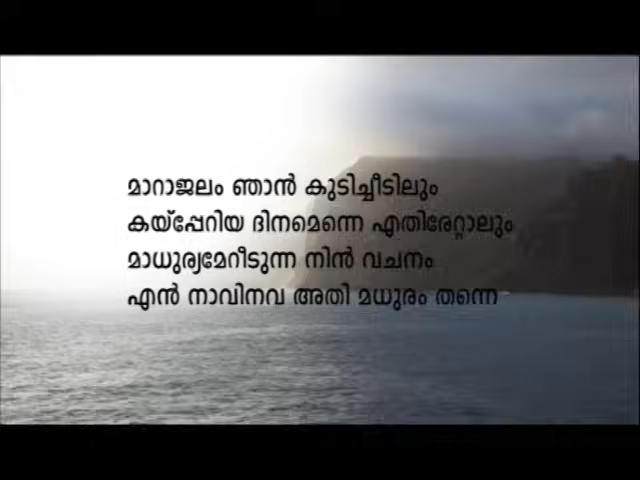 മാറാജലം ഞാൻ കുടിച്ചീടിലും
കയ്പ്പേറിയ ദിനമെന്നെ എതിരേറ്റാലും
മാധുര്യമേറീടുന്ന നിൻ വചനം
എൻ നാവിനവ അതി മധുരം തന്നെ